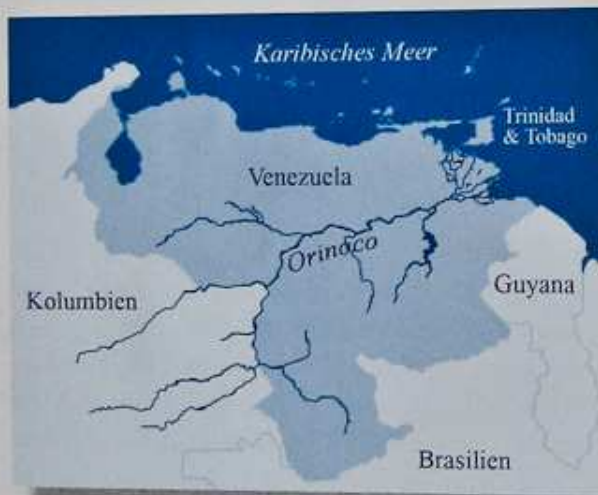 Karibisches Meer
Trinidad
& Tobago
Venezuela
Orinoco
Kolumbien
Guyana
Brasilien